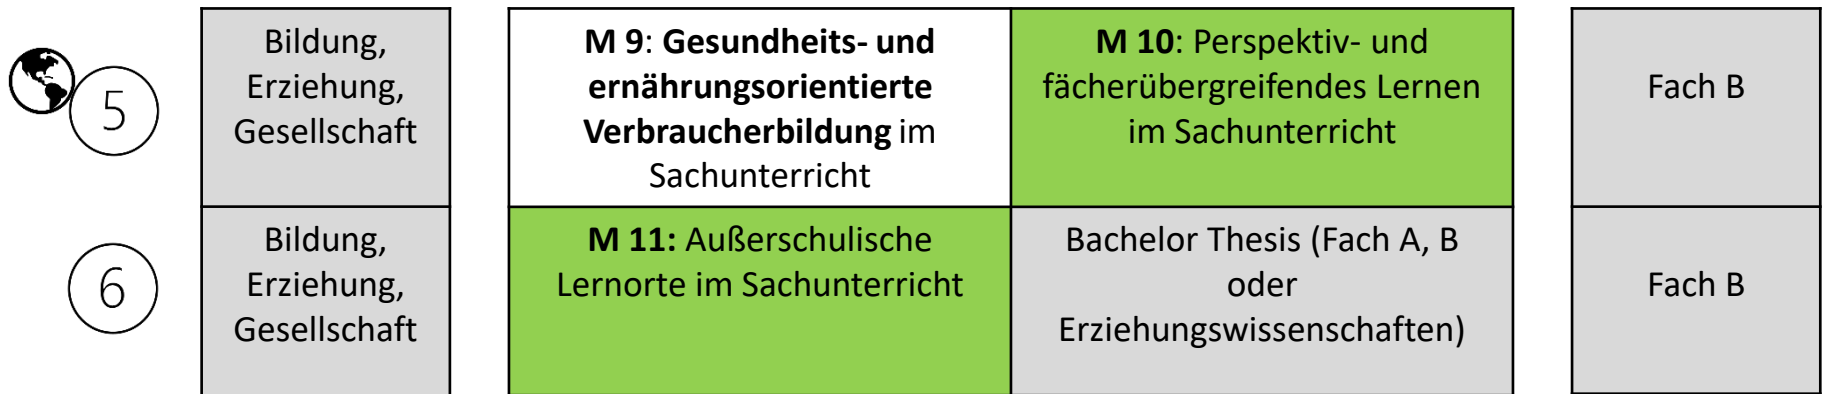 5
Bildung,
Erziehung,
Gesellschaft
M 9: Gesundheits- und
ernährungsorientierte
Verbraucherbildung im
Sachunterricht
M 10: Perspektiv- und
fächerübergreifendes Lernen
im Sachunterricht
Fach B
6
Bildung,
Erziehung,
Gesellschaft
M 11: Außerschulische
Lernorte im Sachunterricht
Bachelor Thesis (Fach A, B
oder
Erziehungswissenschaften)
Fach B